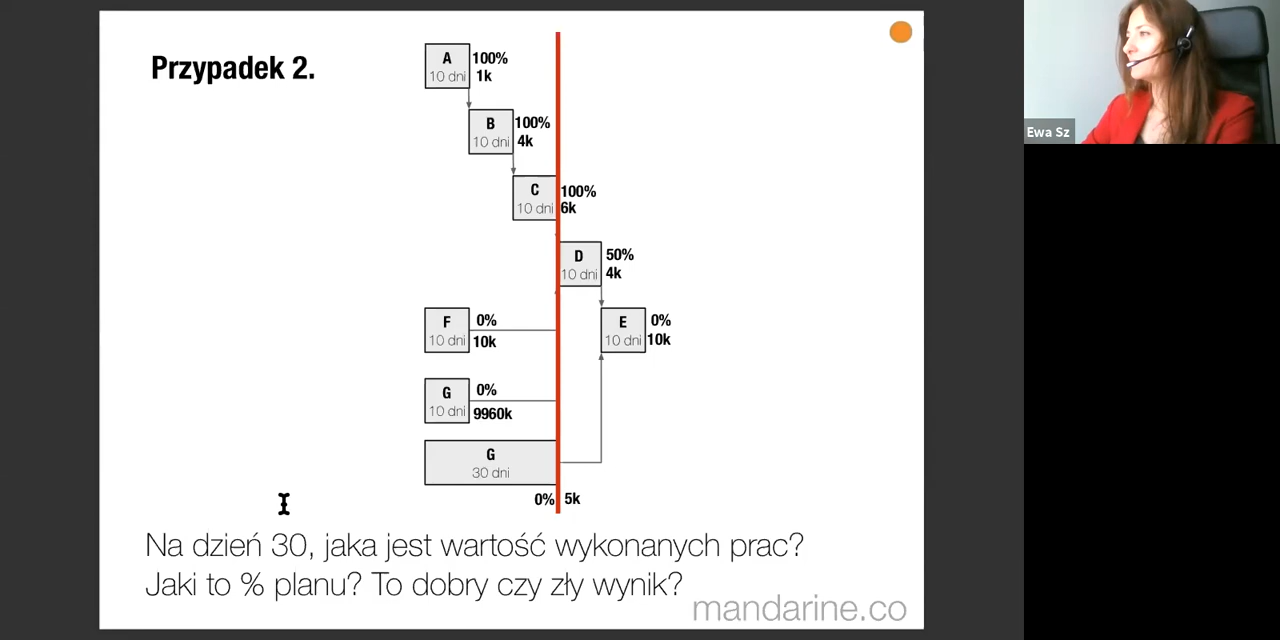 Przypadek 2.
A
10 dni
100%
1k
B
10 dni
100%
4k
C
10 dni
100%
6k
D
10 dni
50%
4k
F
10 dni
0%
10k
E
10 dni
0%
10k
G
10 dni
0%
9960k
G
30 dni
0%
5k
Na dzień 30, jaka jest wartość wykonanych prac?
Jaki to % planu? To dobry czy zły wynik?
mandarine.co
Ewa Sz